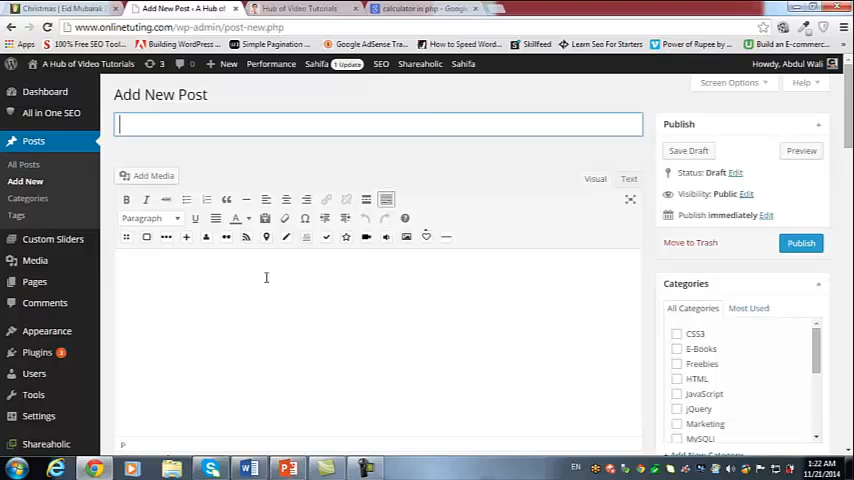 Christmas | Eid Mubarak
Add New Post ‹ A Hub of V
Hub of Video Tutorials
calculator in php - Google
www.onlinetuting.com/wp-admin/post-new.php
100% Free SEO Tool...
Building WordPress ...
Simple Pagination ...
Google AdSense Tra...
How to Speed Word...
Skillfeed
Learn Seo For Starters
Power of Rupee by ...
Build an E-commerc...
A Hub of Video Tutorials
3
New
Performance
Sahifa 1 Update
SEO
Shareaholic
Sahifa
Howdy, Abdul Wali
Dashboard
All in One SEO
Posts
All Posts
Add New
Categories
Tags
Custom Sliders
Media
Pages
Comments
Appearance
Plugins 3
Users
Tools
Settings
Shareaholic
Screen Options
Help
Add New Post
Add Media
Visual
Text
B I ABC
Paragraph
U
A
P
Publish
Save Draft
Preview
Status: Draft Edit
Visibility: Public Edit
Publish immediately Edit
Move to Trash
Publish
Categories
All Categories
Most Used
CSS3
E-Books
Freebies
HTML
JavaScript
jQuery
Marketing
MySQLi
+ Add New Category
EN
1:22 AM
11/21/2014